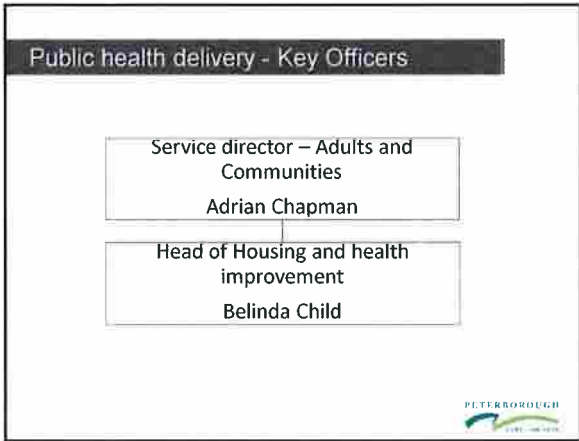 Public health delivery - Key Officers
Service director – Adults and
Communities
Adrian Chapman
Head of Housing and health
improvement
Belinda Child
PETERBOROUGH